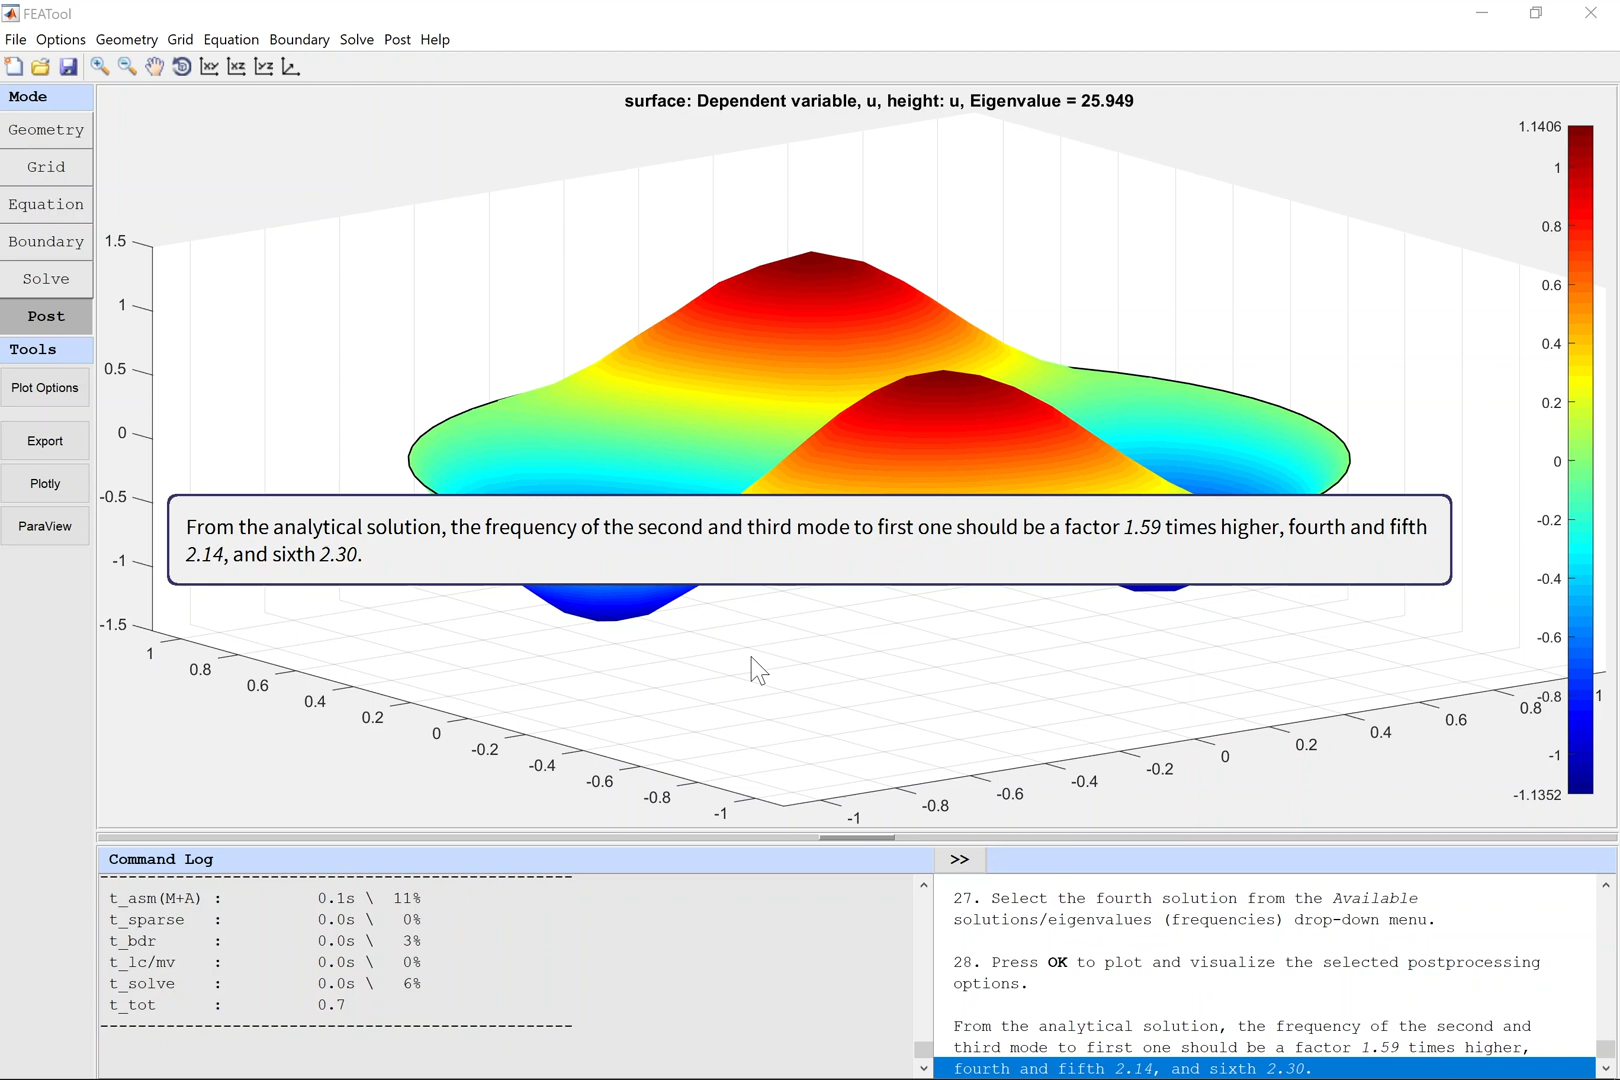 FEATool
File Options Geometry Grid Equation Boundary Solve Post Help
Mode
Geometry
Grid
Equation
Boundary
Solve
Post
Tools
Plot Options
Export
Plotly
ParaView
surface: Dependent variable, u, height: u, Eigenvalue = 25.949
1.5
1
0.5
0
-0.5
-1
-1.5
1
0.8
0.6
0.4
0.2
0
-0.2
-0.4
-0.6
-0.8
-1
-1
-0.8
-0.6
-0.4
-0.2
0
0.2
0.4
0.6
0.8
1
1.1406
1
0.8
0.6
0.4
0.2
0
-0.2
-0.4
-0.6
-0.8
-1
-1.1352
From the analytical solution, the frequency of the second and third mode to first one should be a factor 1.59 times higher, fourth and fifth
2.14, and sixth 2.30.
Command Log
t_asm(M+A) : 0.1s \ 11%
t_sparse : 0.0s \ 0%
t_bdr : 0.0s \ 3%
t_lc/mv : 0.0s \ 0%
t_solve : 0.0s \ 6%
t_tot : 0.7
>>
27. Select the fourth solution from the Available
solutions/eigenvalues (frequencies) drop-down menu.
28. Press OK to plot and visualize the selected postprocessing
options.
From the analytical solution, the frequency of the second and
third mode to first one should be a factor 1.59 times higher,
fourth and fifth 2.14, and sixth 2.30.